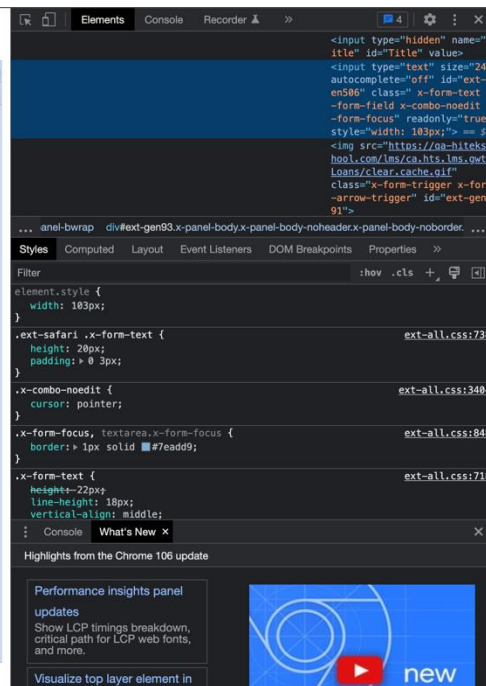 Elements Console Recorder » 4
<input type="hidden" name="
itle" id="Title" value>
<input type="text" size="24
autocomplete="off" id="ext-
en506" class=" x-form-text
-form-field x-combo-noedit
-form-focus" readonly="true
style="width: 103px;"> == $
<img src="https://qa-hiteks
hool.com/lms/ca.hts.lms.gwt
Loans/clear.cache.gif"
class="x-form-trigger x-for
-arrow-trigger" id="ext-gen
91">
... anel-bwrap div#ext-gen93.x-panel-body.x-panel-body-noheader.x-panel-body-noborder. ...
Styles Computed Layout Event Listeners DOM Breakpoints Properties »
Filter :hov .cls +
element.style {
width: 103px;
}
.ext-safari .x-form-text { ext-all.css:73
height: 20px;
padding: 0 3px;
}
.x-combo-noedit { ext-all.css:340
cursor: pointer;
}
.x-form-focus, textarea.x-form-focus { ext-all.css:84
border: 1px solid #7eadd9;
}
.x-form-text { ext-all.css:71
height: 22px;
line-height: 18px;
vertical-align: middle;
Console What's New ×
Highlights from the Chrome 106 update
Performance insights panel
updates
Show LCP timings breakdown,
critical path for LCP web fonts,
and more.
Visualize top layer element in
new